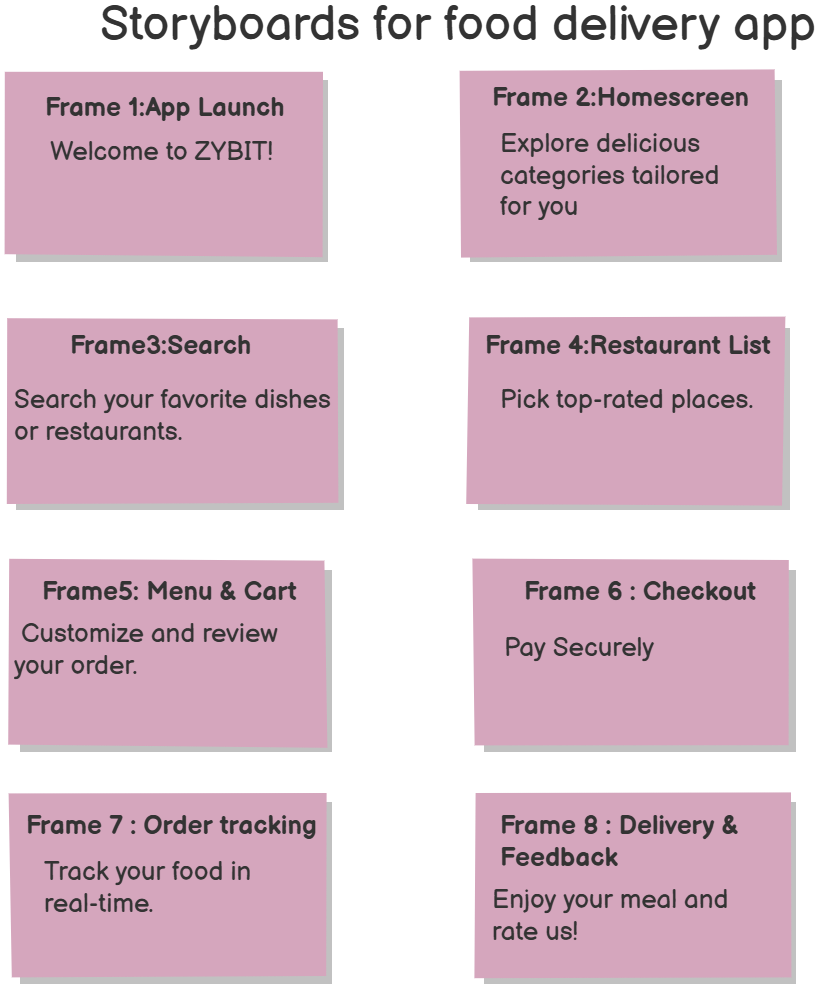 Storyboards for food delivery app
Frame 1:App Launch
Welcome to ZYBIT!
Frame 2:Homescreen
Explore delicious
categories tailored
for you
Frame3:Search
Search your favorite dishes
or restaurants.
Frame 4:Restaurant List
Pick top-rated places.
Frame5: Menu & Cart
Customize and review
your order.
Frame 6 : Checkout
Pay Securely
Frame 7 : Order tracking
Track your food in
real-time.
Frame 8 : Delivery &
Feedback
Enjoy your meal and
rate us!